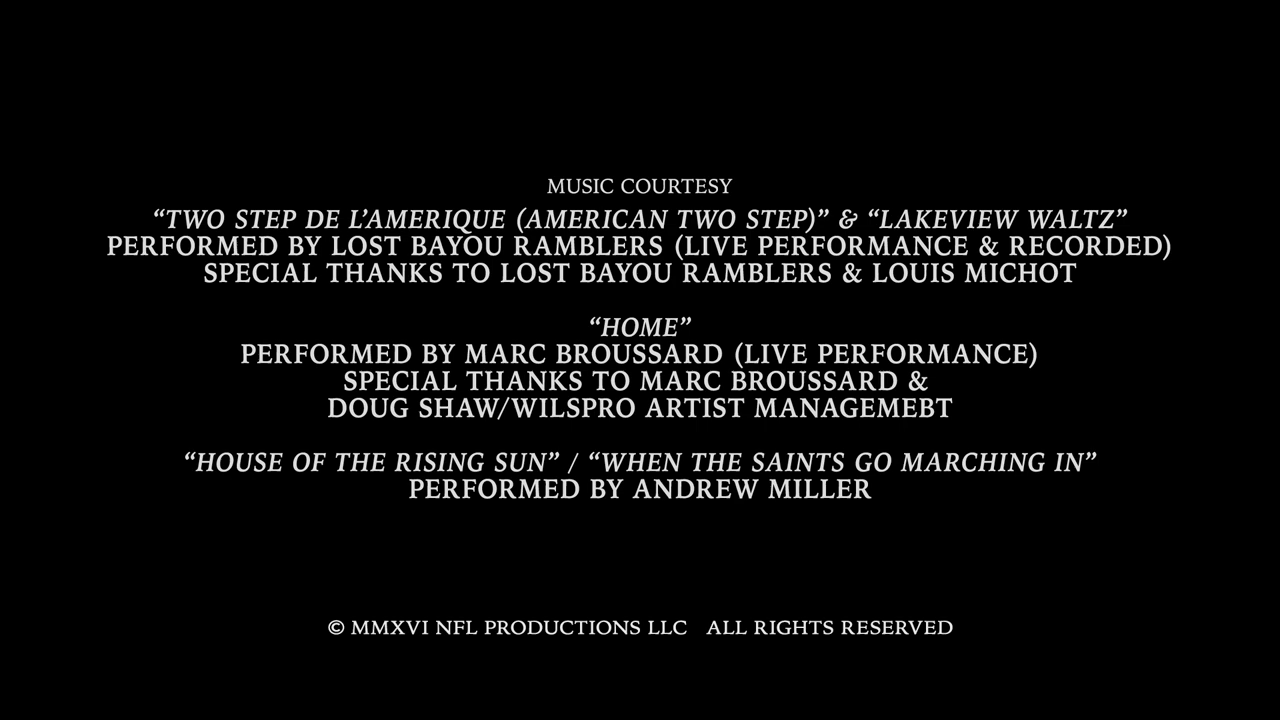 MUSIC COURTESY
“TWO STEP DE L’AMERIQUE (AMERICAN TWO STEP)” & “LAKEVIEW WALTZ”
PERFORMED BY LOST BAYOU RAMBLERS (LIVE PERFORMANCE & RECORDED)
SPECIAL THANKS TO LOST BAYOU RAMBLERS & LOUIS MICHOT
“HOME”
PERFORMED BY MARC BROUSSARD (LIVE PERFORMANCE)
SPECIAL THANKS TO MARC BROUSSARD &
DOUG SHAW/WILSPRO ARTIST MANAGEMEBT
“HOUSE OF THE RISING SUN” / “WHEN THE SAINTS GO MARCHING IN”
PERFORMED BY ANDREW MILLER
© MMXVI NFL PRODUCTIONS LLC ALL RIGHTS RESERVED